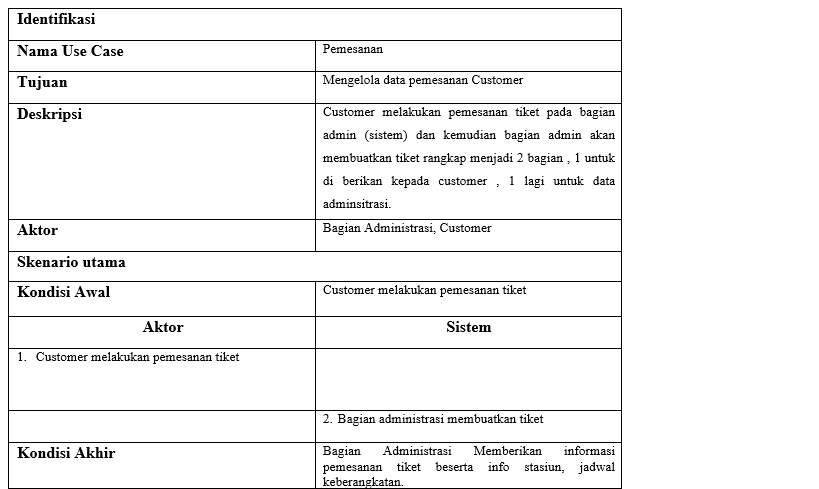 Identifikasi
Nama Use Case
Pemesanan
Tujuan
Mengelola data pemesanan Customer
Deskripsi
Customer melakukan pemesanan tiket pada bagian
admin (sistem) dan kemudian bagian admin akan
membuatkan tiket rangkap menjadi 2 bagian , 1 untuk
di berikan kepada customer , 1 lagi untuk data
adminsitrasi.
Aktor
Bagian Administrasi, Customer
Skenario utama
Kondisi Awal
Customer melakukan pemesanan tiket
Aktor
Sistem
1. Customer melakukan pemesanan tiket
2. Bagian administrasi membuatkan tiket
Kondisi Akhir
Bagian Administrasi Memberikan informasi
pemesanan tiket beserta info stasiun, jadwal
keberangkatan.